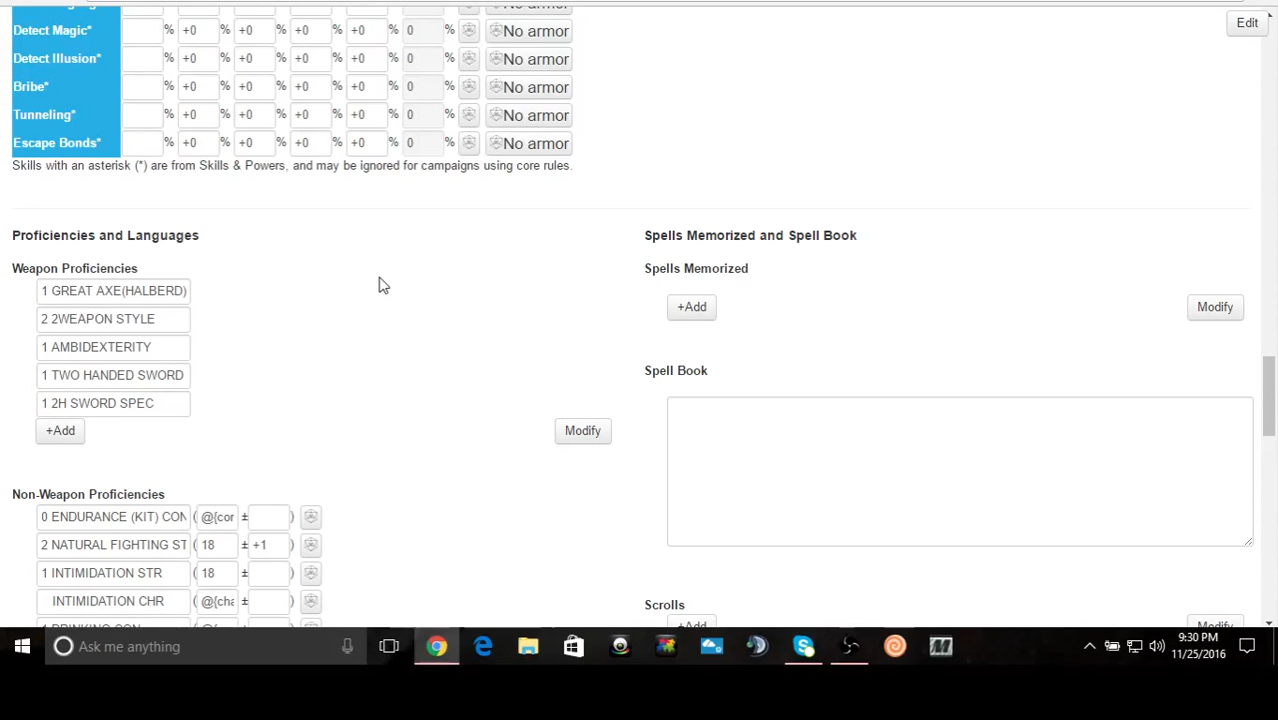 Edit
Detect Magic* % +0 % +0 % +0 % +0 % 0 % No armor
Detect Illusion* % +0 % +0 % +0 % +0 % 0 % No armor
Bribe* % +0 % +0 % +0 % +0 % 0 % No armor
Tunneling* % +0 % +0 % +0 % +0 % 0 % No armor
Escape Bonds* % +0 % +0 % +0 % +0 % 0 % No armor
Skills with an asterisk (*) are from Skills & Powers, and may be ignored for campaigns using core rules.
Proficiencies and Languages
Weapon Proficiencies
1 GREAT AXE(HALBERD)
2 2WEAPON STYLE
1 AMBIDEXTERITY
1 TWO HANDED SWORD
1 2H SWORD SPEC
+Add Modify
Non-Weapon Proficiencies
0 ENDURANCE (KIT) CON ( @{cor ± )
2 NATURAL FIGHTING ST ( 18 ± +1 )
1 INTIMIDATION STR ( 18 ± )
INTIMIDATION CHR ( @{cha ± )
Spells Memorized and Spell Book
Spells Memorized
+Add Modify
Spell Book
Scrolls
+Add Modify
Ask me anything
9:30 PM
11/25/2016